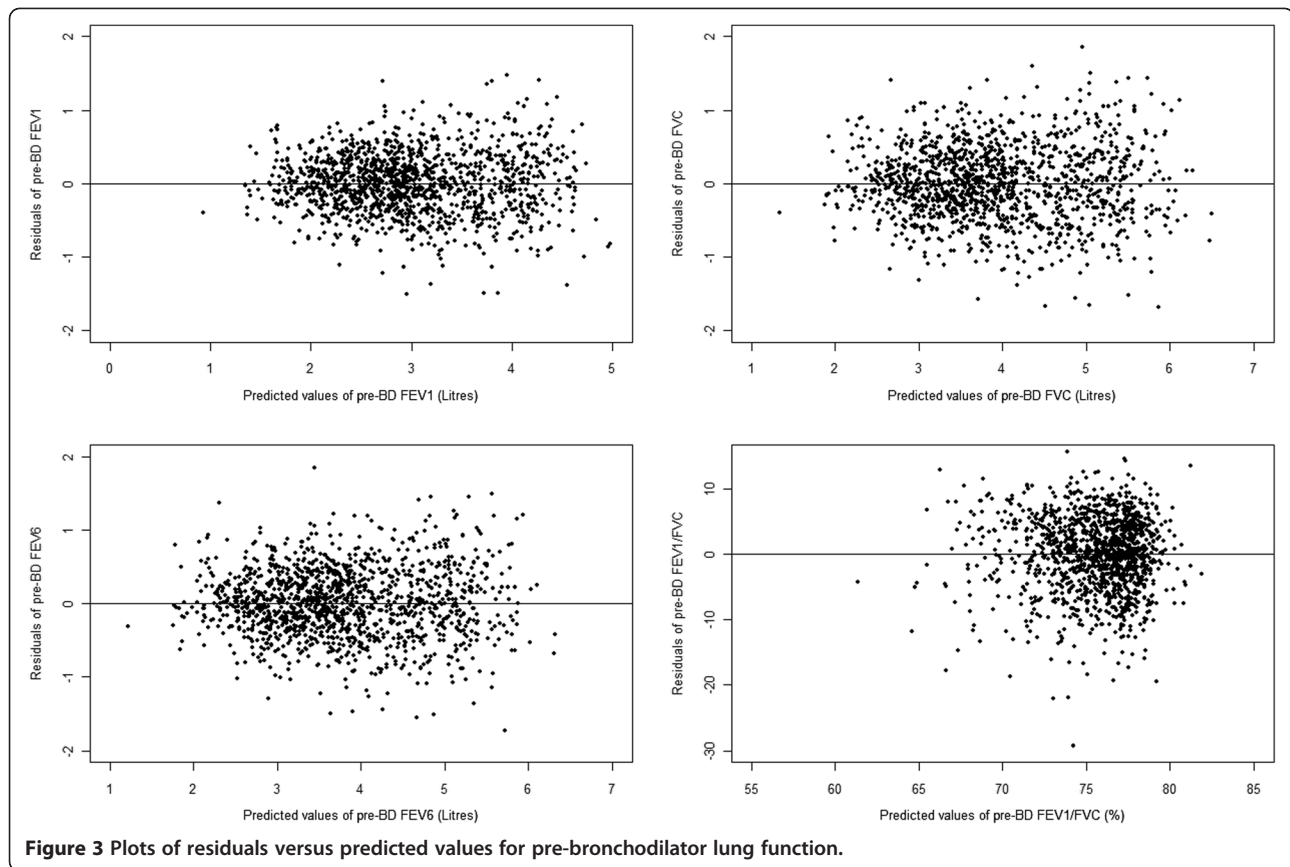 2
1
0
-1
-2
Residuals of pre-BD FEV1
0 1 2 3 4 5
Predicted values of pre-BD FEV1 (Litres)
2
1
0
-1
-2
Residuals of pre-BD FVC
1 2 3 4 5 6 7
Predicted values of pre-BD FVC (Litres)
2
1
0
-1
-2
Residuals of pre-BD FEV6
1 2 3 4 5 6 7
Predicted values of pre-BD FEV6 (Litres)
10
0
-10
-20
-30
Residuals of pre-BD FEV1/FVC
55 60 65 70 75 80 85
Predicted values of pre-BD FEV1/FVC (%)
Figure 3 Plots of residuals versus predicted values for pre-bronchodilator lung function.